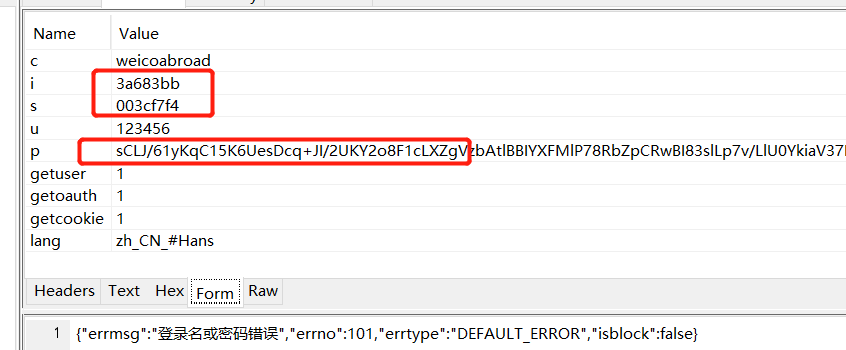 Name Value
c weicoabroad
i 3a683bb
s 003cf7f4
u 123456
p sCLJ/61yKqC15K6UesDcq+JI/2UKY2o8F1cLXZgVzbAtlBBIYXFMlP78RbZpCRwBI83slLp7v/LlU0YkiaV37
getuser 1
getoauth 1
getcookie 1
lang zh_CN_#Hans
Headers Text Hex Form Raw
1 {"errmsg":"登录名或密码错误","errno":101,"errtype":"DEFAULT_ERROR","isblock":false}